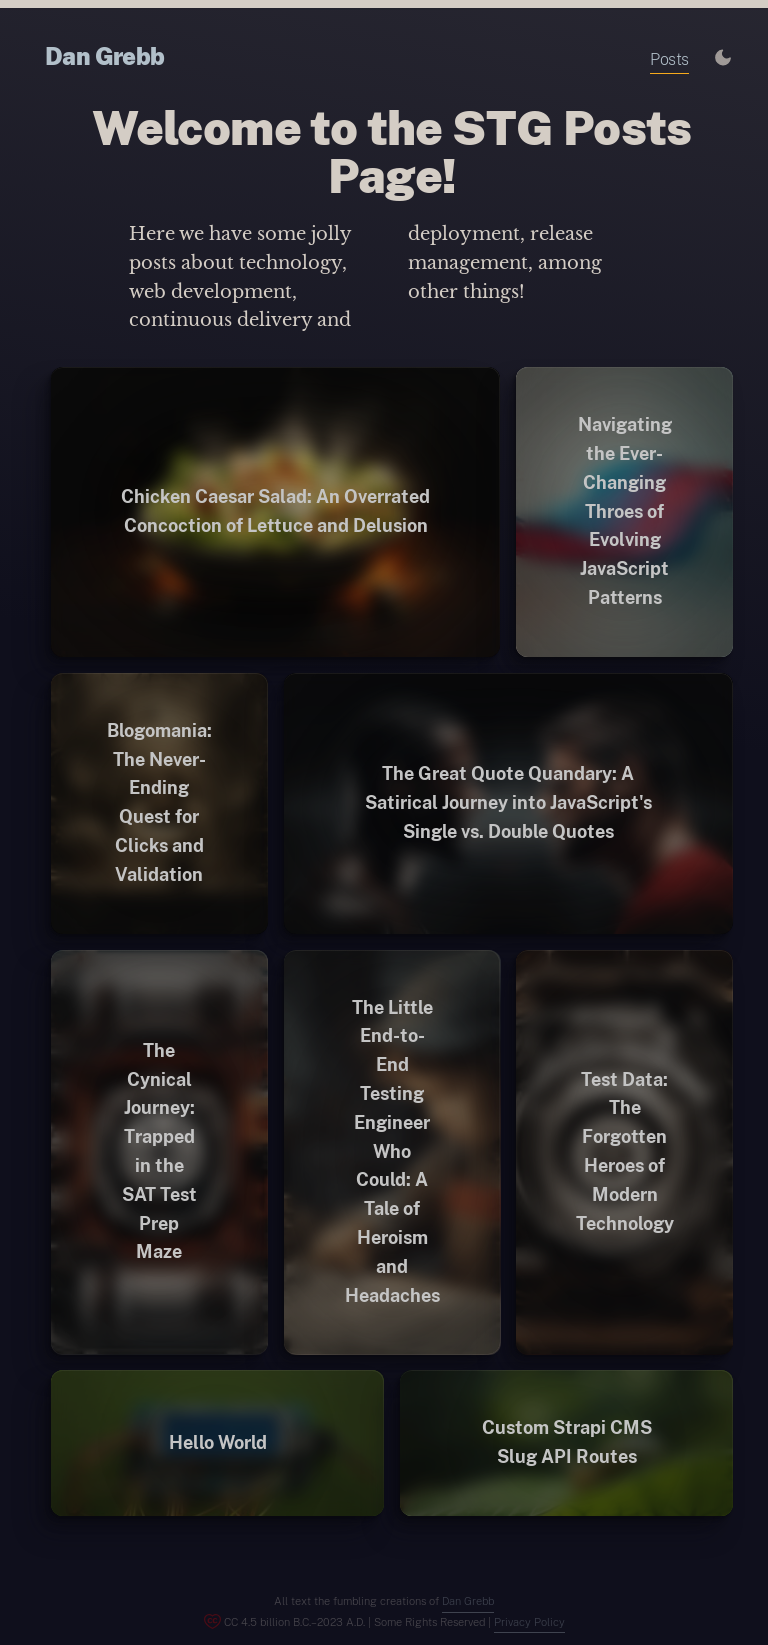 Dan Grebb
Posts
Welcome to the STG Posts
Page!
Here we have some jolly
posts about technology,
web development,
continuous delivery and
deployment, release
management, among
other things!
Chicken Caesar Salad: An Overrated
Concoction of Lettuce and Delusion
Navigating
the Ever-
Changing
Throes of
Evolving
JavaScript
Patterns
Blogomania:
The Never-
Ending
Quest for
Clicks and
Validation
The Great Quote Quandary: A
Satirical Journey into JavaScript's
Single vs. Double Quotes
The
Cynical
Journey:
Trapped
in the
SAT Test
Prep
Maze
The Little
End-to-
End
Testing
Engineer
Who
Could: A
Tale of
Heroism
and
Headaches
Test Data:
The
Forgotten
Heroes of
Modern
Technology
Hello World
Custom Strapi CMS
Slug API Routes
All text the fumbling creations of Dan Grebb
CC 4.5 billion B.C.–2023 A.D. | Some Rights Reserved | Privacy Policy